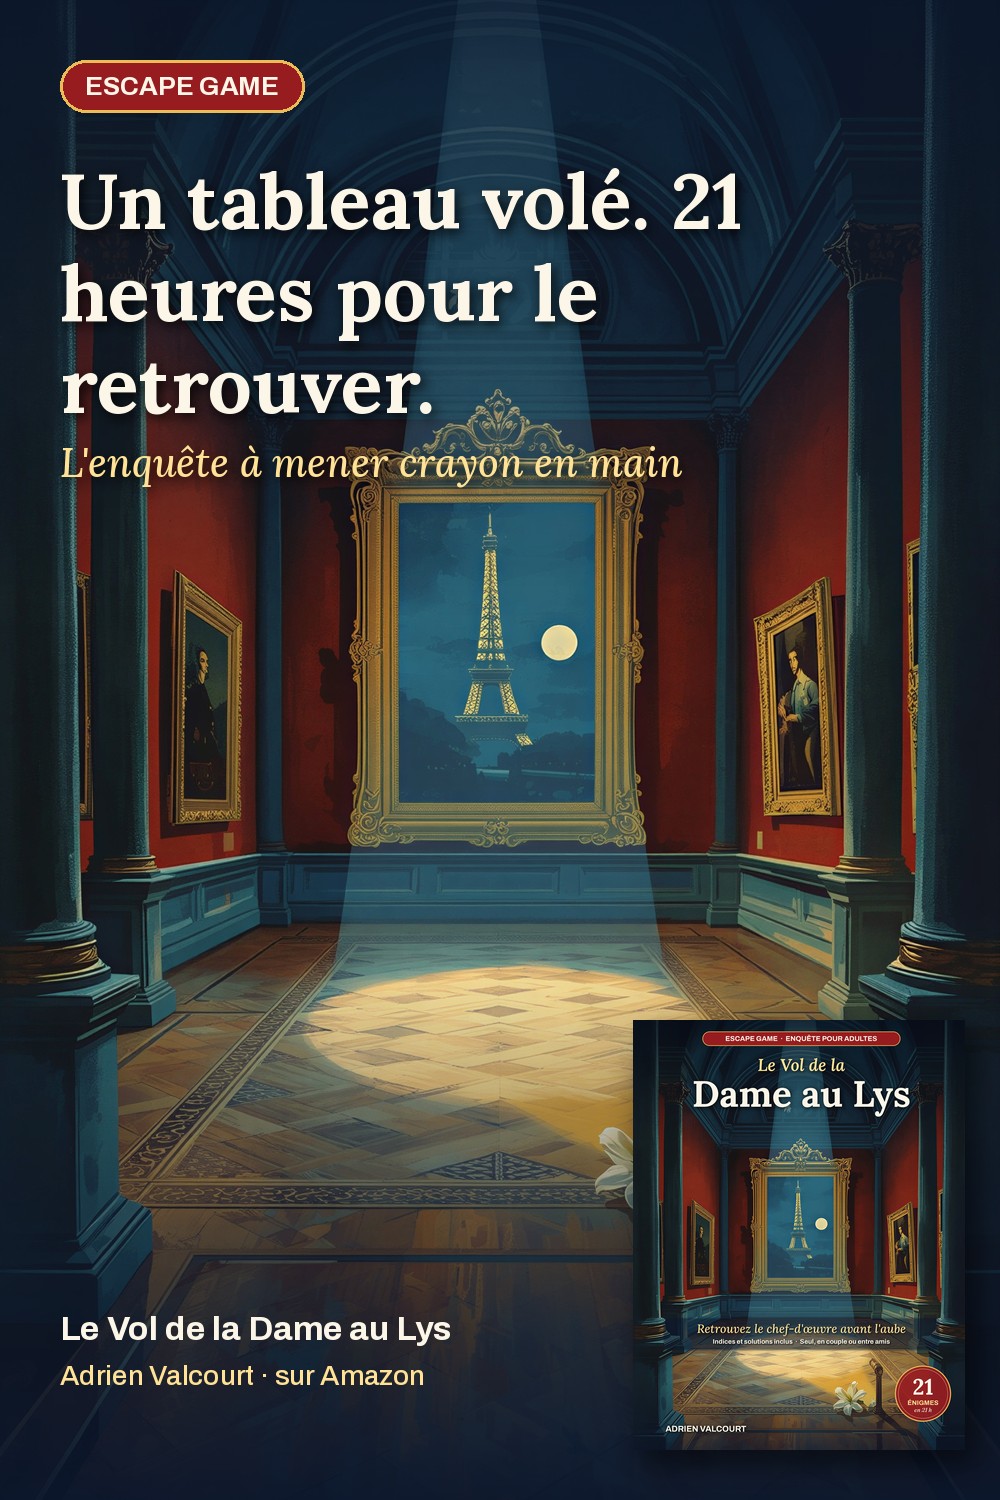 ESCAPE GAME
Un tableau volé. 21
heures pour le
retrouver.
L'enquête à mener crayon en main
ESCAPE GAME · ENQUÊTE POUR ADULTES
Le Vol de la
Dame au Lys
Retrouvez le chef-d'œuvre avant l'aube
Indices et solutions inclus · Seul, en couple ou entre amis
21
ÉNIGMES
en 21 h
ADRIEN VALCOURT
Le Vol de la Dame au Lys
Adrien Valcourt · sur Amazon